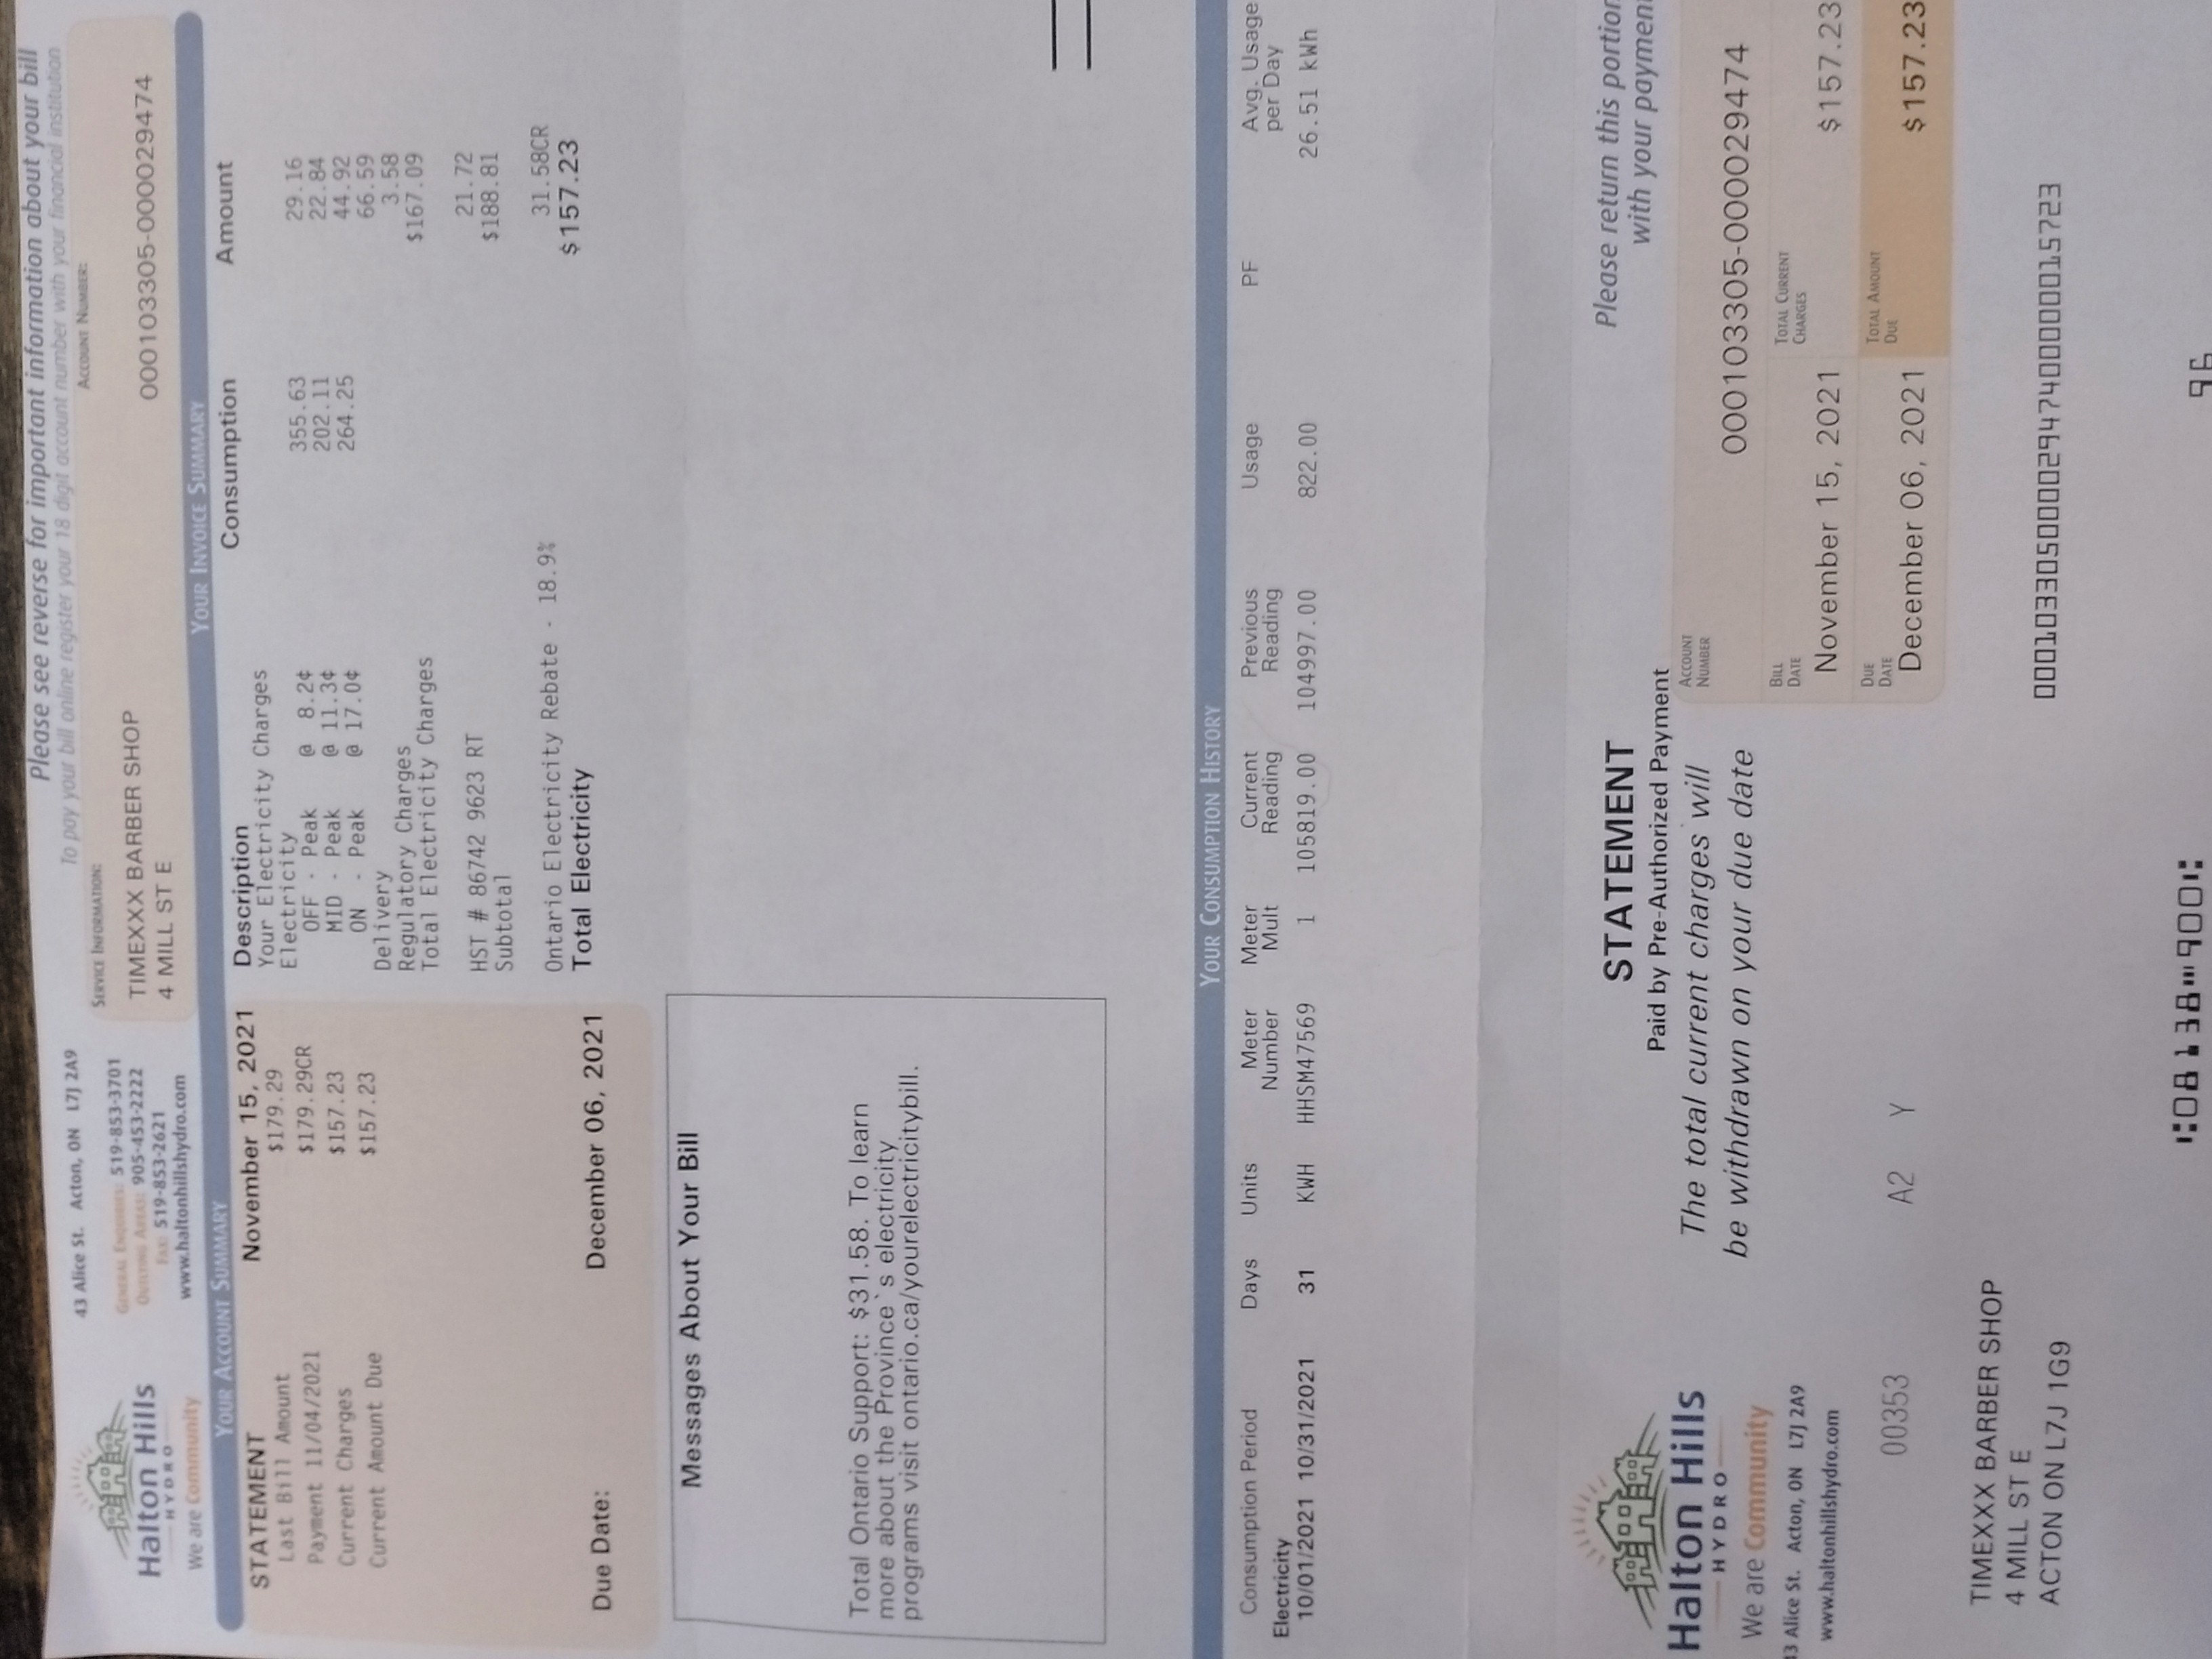 Please see reverse for important information about your bill
To pay your bill online register your 18 digit account number with your financial institution
Halton Hills
HYDRO
We are Community
43 Alice St. Acton, ON L7J 2A9
GENERAL ENQUIRIES: 519-853-3701
OUTLYING AREAS: 905-453-2222
FAX: 519-853-2621
www.haltonhillshydro.com
SERVICE INFORMATION:
TIMEXXX BARBER SHOP
4 MILL ST E
ACCOUNT NUMBER:
000103305-000029474
YOUR ACCOUNT SUMMARY
STATEMENT November 15, 2021
Last Bill Amount $179.29
Payment 11/04/2021 $179.29CR
Current Charges $157.23
Current Amount Due $157.23
Due Date: December 06, 2021
YOUR INVOICE SUMMARY
Description Consumption Amount
Your Electricity Charges
Electricity
OFF - Peak @ 8.2¢ 355.63 29.16
MID - Peak @ 11.3¢ 202.11 22.84
ON - Peak @ 17.0¢ 264.25 44.92
Delivery 66.59
Regulatory Charges 3.58
Total Electricity Charges $167.09
HST # 86742 9623 RT 21.72
Subtotal $188.81
Ontario Electricity Rebate - 18.9% 31.58CR
Total Electricity $157.23
Messages About Your Bill
Total Ontario Support: $31.58. To learn
more about the Province`s electricity
programs visit ontario.ca/yourelectricitybill.
YOUR CONSUMPTION HISTORY
Consumption Period Days Units Meter Number Meter Mult Current Reading Previous Reading Usage PF Avg. Usage per Day
Electricity
10/01/2021 10/31/2021 31 KWH HHSM47569 1 105819.00 104997.00 822.00 26.51 kWh
Halton Hills
HYDRO
We are Community
43 Alice St. Acton, ON L7J 2A9
www.haltonhillshydro.com
STATEMENT
Paid by Pre-Authorized Payment
The total current charges will
be withdrawn on your due date
Please return this portion
with your payment
ACCOUNT NUMBER 000103305-000029474
BILL DATE November 15, 2021
TOTAL CURRENT CHARGES $157.23
DUE DATE December 06, 2021
TOTAL AMOUNT DUE $157.23
00353 A2 Y
TIMEXXX BARBER SHOP
4 MILL ST E
ACTON ON L7J 1G9
00010330500002947400000015723
⑆08138⑉900⑆ 96